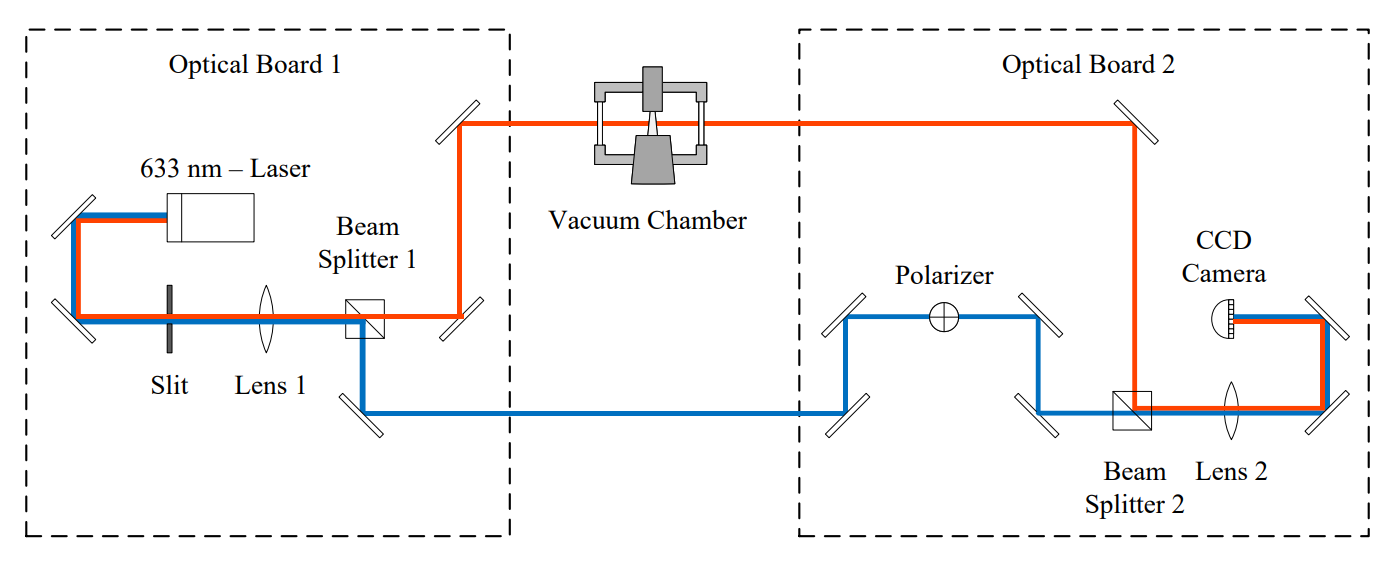 Optical Board 1
Optical Board 2
633 nm – Laser
Vacuum Chamber
Beam
Splitter 1
CCD
Camera
Polarizer
Slit
Lens 1
Beam
Splitter 2
Lens 2